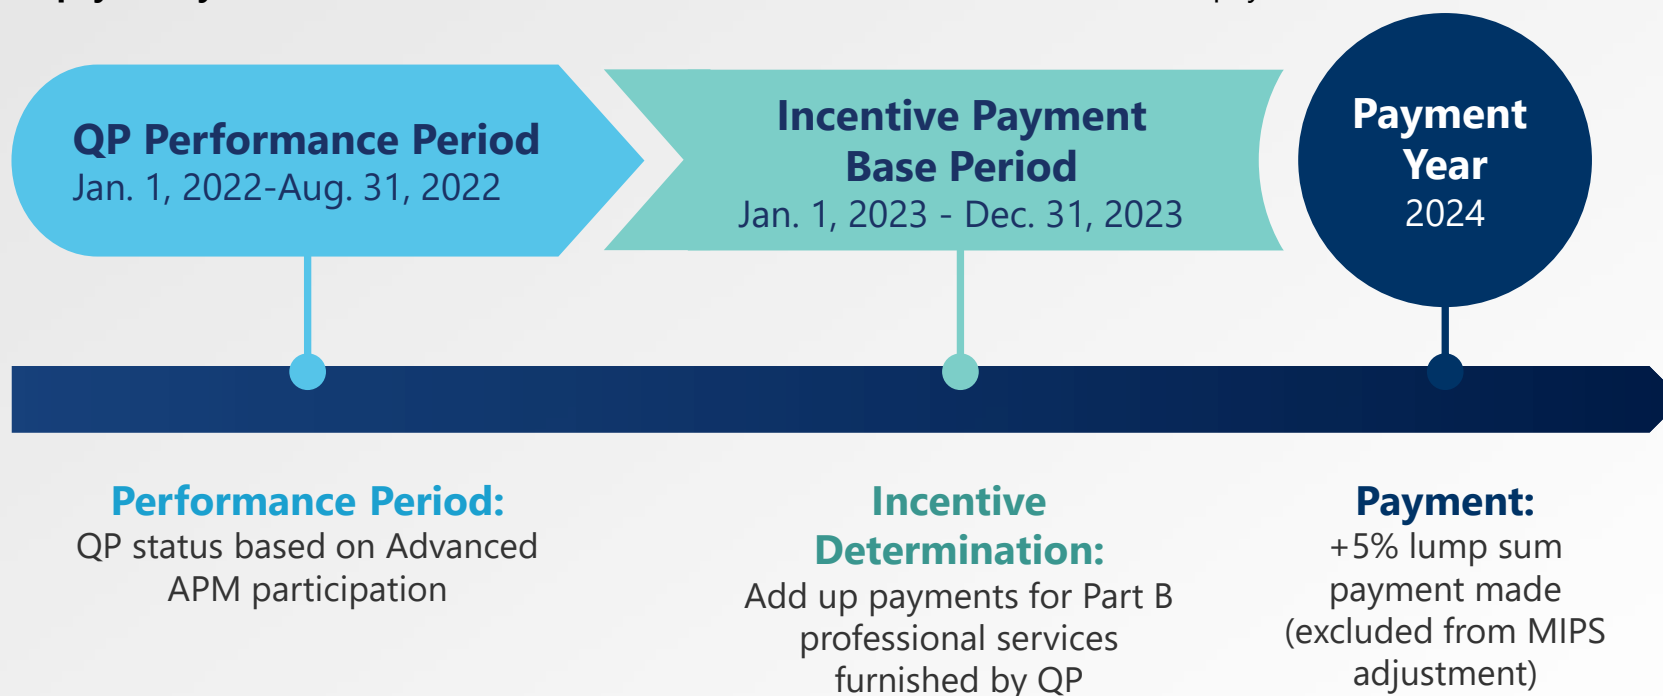 QP Performance Period
Jan. 1, 2022-Aug. 31, 2022
Incentive Payment
Base Period
Jan. 1, 2023 - Dec. 31, 2023
Payment
Year
2024
Performance Period:
QP status based on Advanced
APM participation
Incentive
Determination:
Add up payments for Part B
professional services
furnished by QP
Payment:
+5% lump sum
payment made
(excluded from MIPS
adjustment)